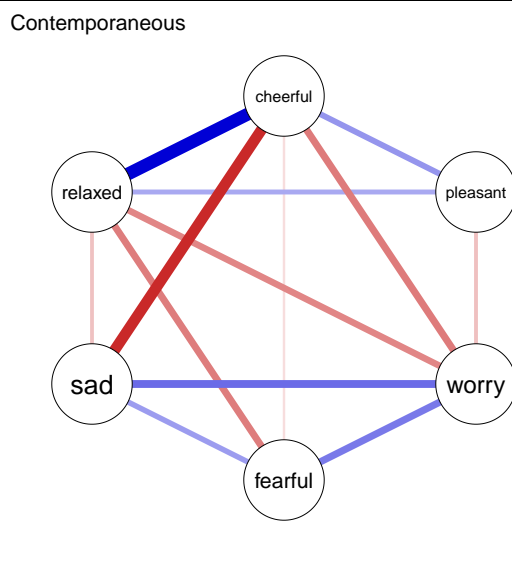 Contemporaneous
cheerful
relaxed
pleasant
sad
worry
fearful